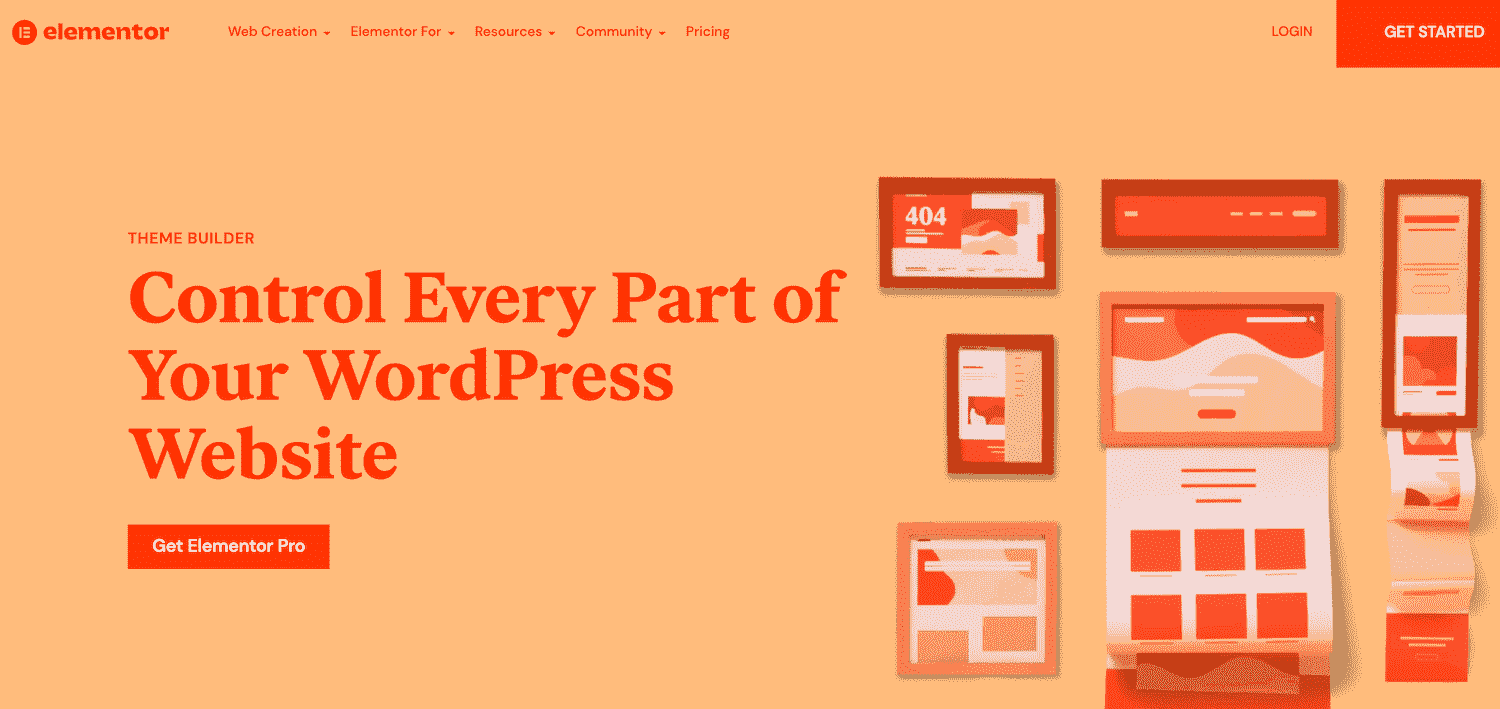 elementor
Web Creation
Elementor For
Resources
Community
Pricing
LOGIN
GET STARTED
THEME BUILDER
Control Every Part of
Your WordPress
Website
Get Elementor Pro
404